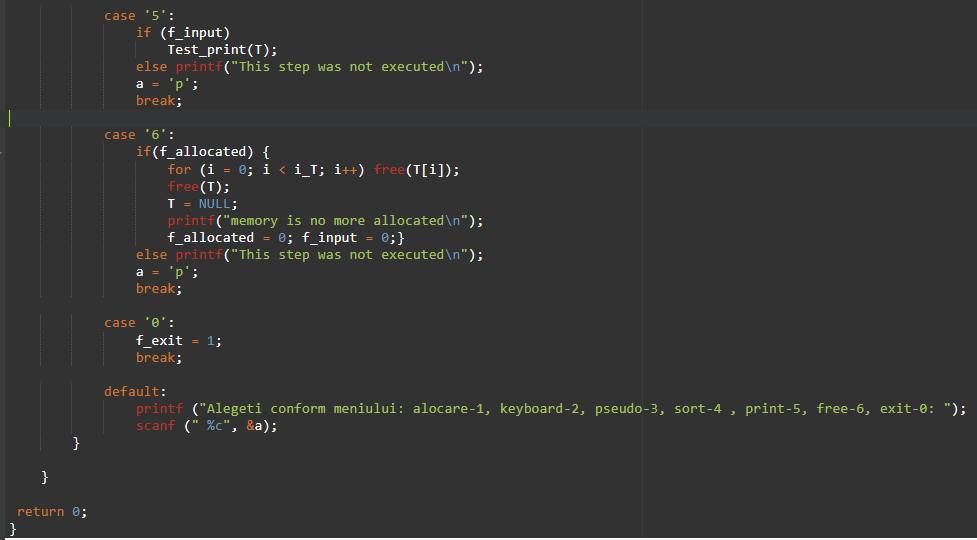 case '5':
if (f_input)
Test_print(T);
else printf("This step was not executed\n");
a = 'p';
break;
case '6':
if(f_allocated) {
for (i = 0; i < i_T; i++) free(T[i]);
free(T);
T = NULL;
printf("memory is no more allocated\n");
f_allocated = 0; f_input = 0;}
else printf("This step was not executed\n");
a = 'p';
break;
case '0':
f_exit = 1;
break;
default:
printf ("Alegeti conform meniului: alocare-1, keyboard-2, pseudo-3, sort-4 , print-5, free-6, exit-0: ");
scanf (" %c", &a);
}
}
return 0;
}